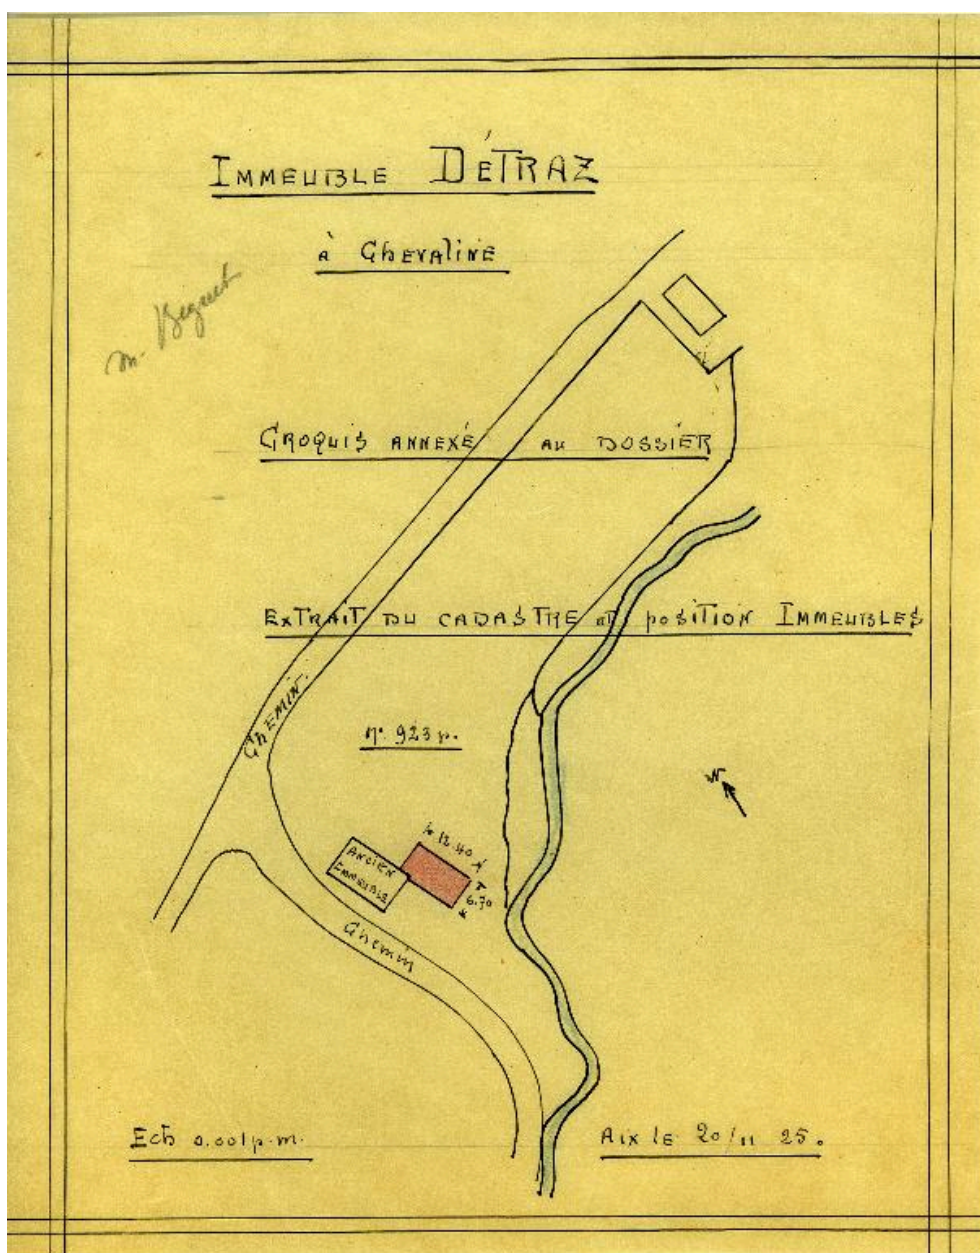 IMMEUBLE DÉTRAZ
à CHEVALINE
M.
CROQUIS ANNEXÉ AU DOSSIER
EXTRAIT DU CADASTRE et POSITION IMMEUBLES
CHEMIN.
N° 923 p.
N
12.40
ANCIEN
IMMEUBLE
6.70
Chemin
Ech 0.001 p.m.
AIX LE 20/11 25.